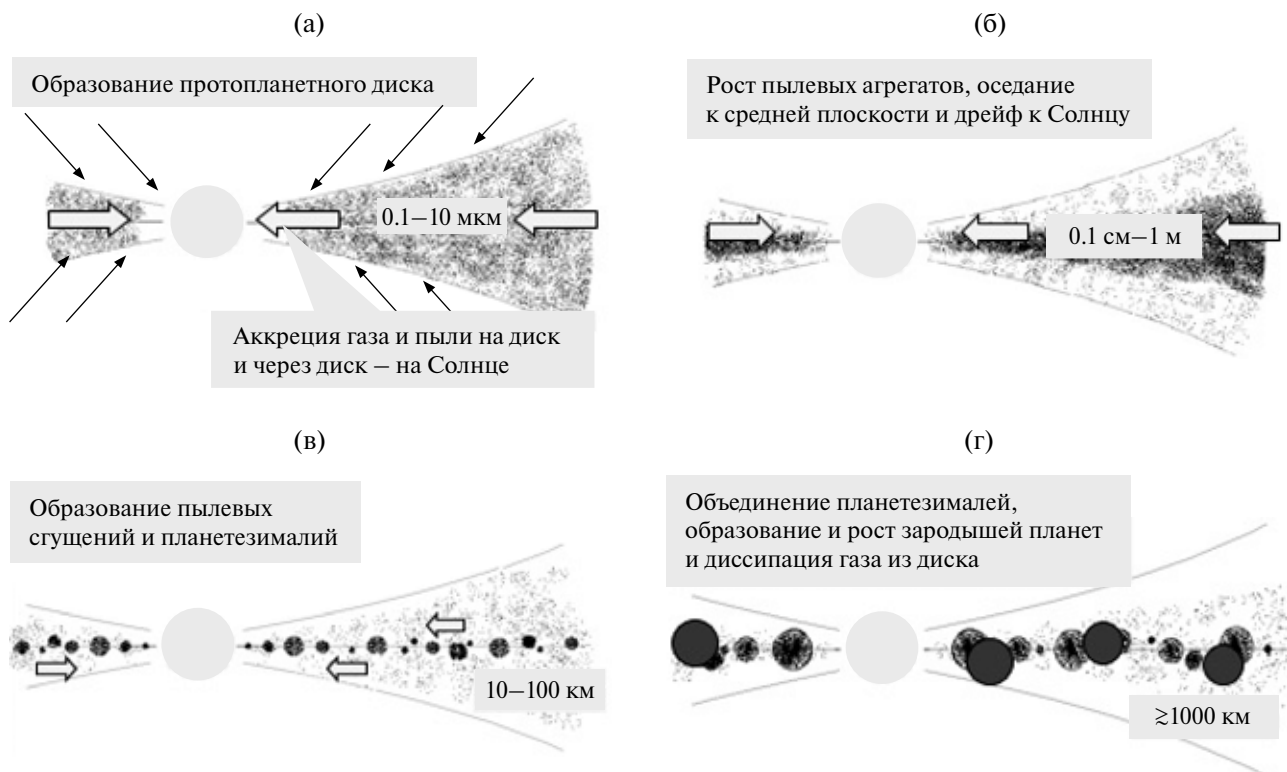 (а)
Образование протопланетного диска
0.1–10 мкм
Аккреция газа и пыли на диск
и через диск – на Солнце
(б)
Рост пылевых агрегатов, оседание
к средней плоскости и дрейф к Солнцу
0.1 см–1 м
(в)
Образование пылевых
сгущений и планетезималий
10–100 км
(г)
Объединение планетезималей,
образование и рост зародышей планет
и диссипация газа из диска
≳1000 км